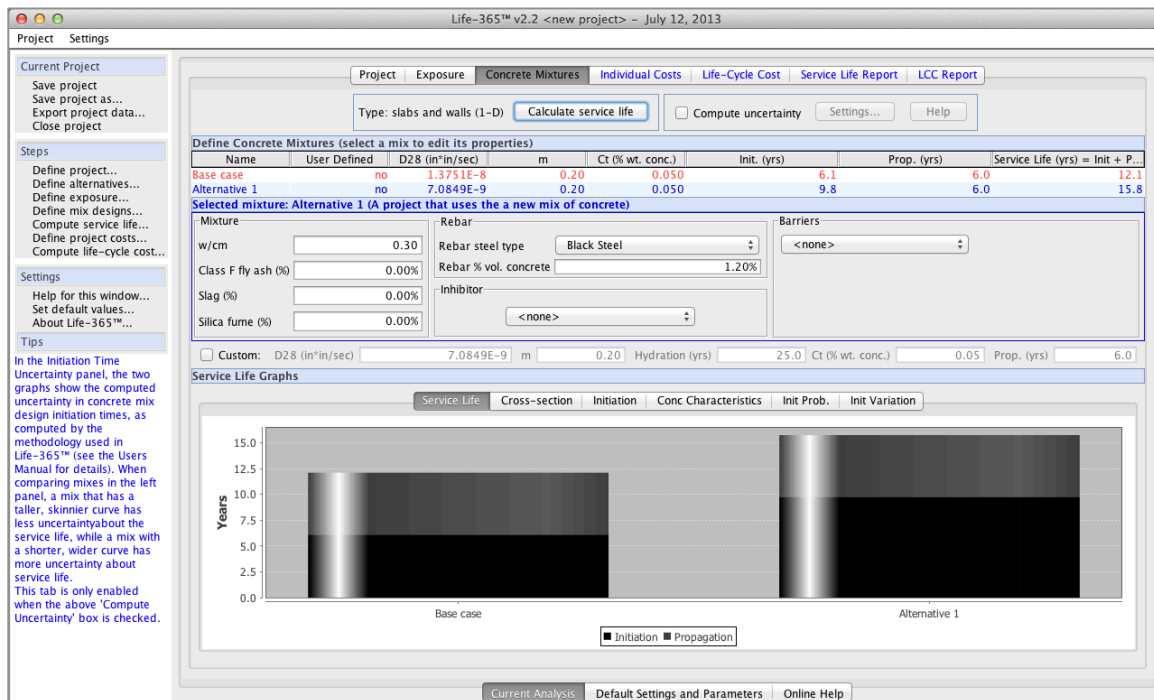 Life-365™ v2.2 <new project> – July 12, 2013
Project Settings
Current Project
Save project
Save project as...
Export project data...
Close project
Steps
Define project...
Define alternatives...
Define exposure...
Define mix designs...
Compute service life...
Define project costs...
Compute life-cycle cost...
Settings
Help for this window...
Set default values...
About Life-365™...
Tips
In the Initiation Time
Uncertainty panel, the two
graphs show the computed
uncertainty in concrete mix
design initiation times, as
computed by the
methodology used in
Life-365™ (see the Users
Manual for details). When
comparing mixes in the left
panel, a mix that has a
taller, skinnier curve has
less uncertaintyabout the
service life, while a mix with
a shorter, wider curve has
more uncertainty about
service life.
This tab is only enabled
when the above 'Compute
Uncertainty' box is checked.
Project Exposure Concrete Mixtures Individual Costs Life-Cycle Cost Service Life Report LCC Report
Type: slabs and walls (1-D) Calculate service life Compute uncertainty Settings... Help
Define Concrete Mixtures (select a mix to edit its properties)
Name User Defined D28 (in*in/sec) m Ct (% wt. conc.) Init. (yrs) Prop. (yrs) Service Life (yrs) = Init + P...
Base case no 1.3751E-8 0.20 0.050 6.1 6.0 12.1
Alternative 1 no 7.0849E-9 0.20 0.050 9.8 6.0 15.8
Selected mixture: Alternative 1 (A project that uses the a new mix of concrete)
Mixture
w/cm 0.30
Class F fly ash (%) 0.00%
Slag (%) 0.00%
Silica fume (%) 0.00%
Rebar
Rebar steel type Black Steel
Rebar % vol. concrete 1.20%
Inhibitor
<none>
Barriers
<none>
Custom: D28 (in*in/sec) 7.0849E-9 m 0.20 Hydration (yrs) 25.0 Ct (% wt. conc.) 0.05 Prop. (yrs) 6.0
Service Life Graphs
Service Life Cross-section Initiation Conc Characteristics Init Prob. Init Variation
Years
15.0
12.5
10.0
7.5
5.0
2.5
0.0
Base case Alternative 1
Initiation Propagation
Current Analysis Default Settings and Parameters Online Help